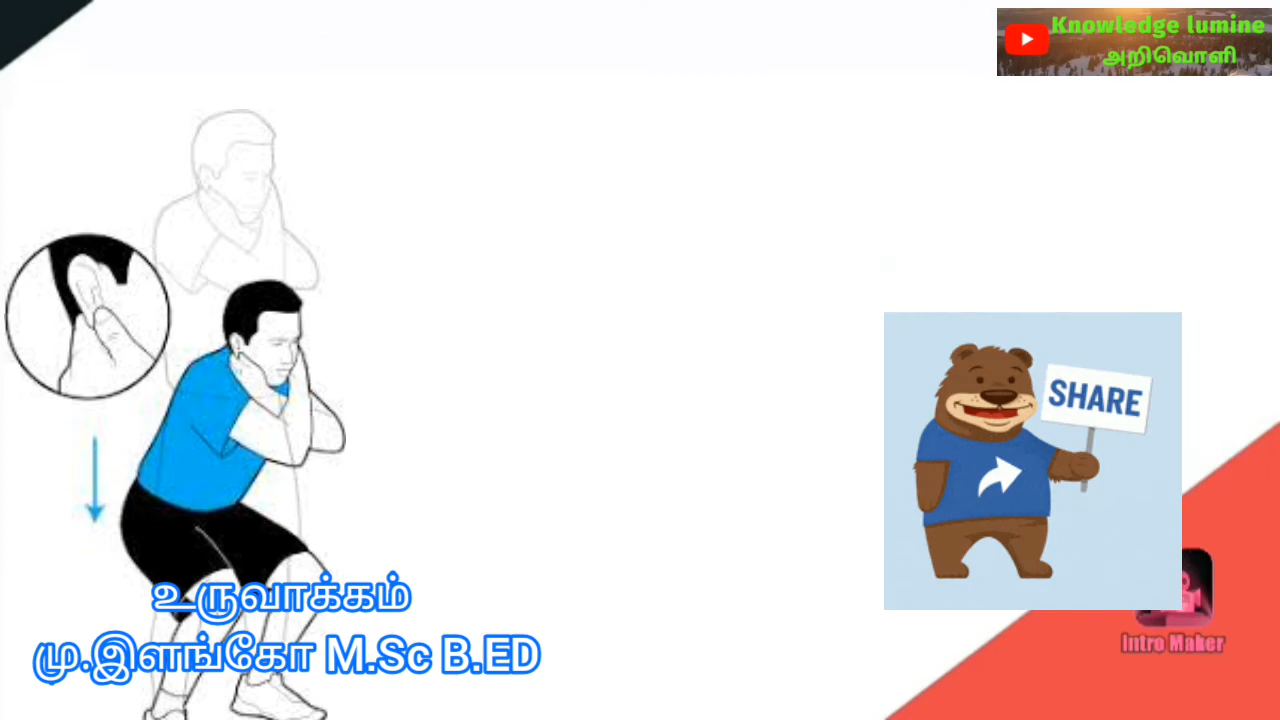 Knowledge lumine
அறிவொளி
SHARE
உருவாக்கம்
மு.இளங்கோ M.Sc B.ED
Intro Maker